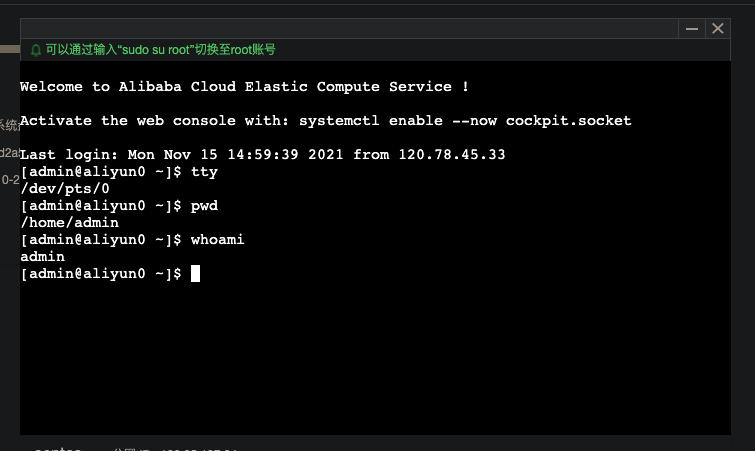 可以通过输入“sudo su root”切换至root账号
Welcome to Alibaba Cloud Elastic Compute Service !
Activate the web console with: systemctl enable --now cockpit.socket
Last login: Mon Nov 15 14:59:39 2021 from 120.78.45.33
[admin@aliyun0 ~]$ tty
/dev/pts/0
[admin@aliyun0 ~]$ pwd
/home/admin
[admin@aliyun0 ~]$ whoami
admin
[admin@aliyun0 ~]$